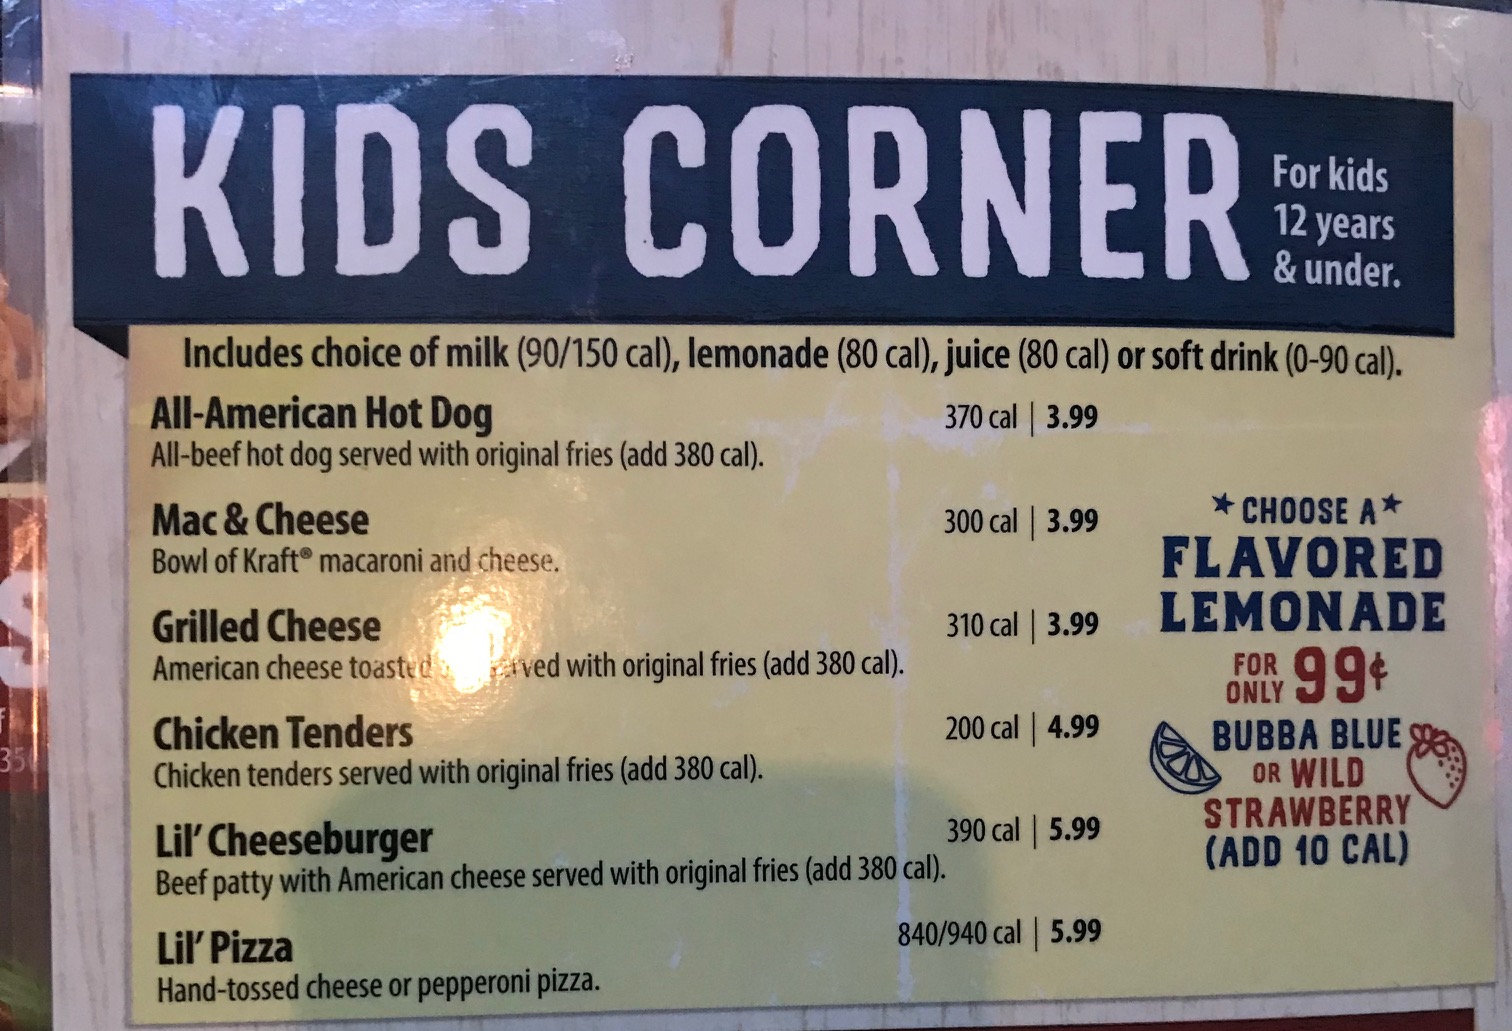 KIDS CORNER
For kids
12 years
& under.
Includes choice of milk (90/150 cal), lemonade (80 cal), juice (80 cal) or soft drink (0-90 cal).
All-American Hot Dog 370 cal | 3.99
All-beef hot dog served with original fries (add 380 cal).
Mac & Cheese 300 cal | 3.99
Bowl of Kraft® macaroni and cheese.
Grilled Cheese 310 cal | 3.99
American cheese toasted served with original fries (add 380 cal).
Chicken Tenders 200 cal | 4.99
Chicken tenders served with original fries (add 380 cal).
Lil' Cheeseburger 390 cal | 5.99
Beef patty with American cheese served with original fries (add 380 cal).
Lil' Pizza 840/940 cal | 5.99
Hand-tossed cheese or pepperoni pizza.
★ CHOOSE A ★
FLAVORED
LEMONADE
FOR ONLY 99¢
BUBBA BLUE
OR WILD
STRAWBERRY
(ADD 10 CAL)